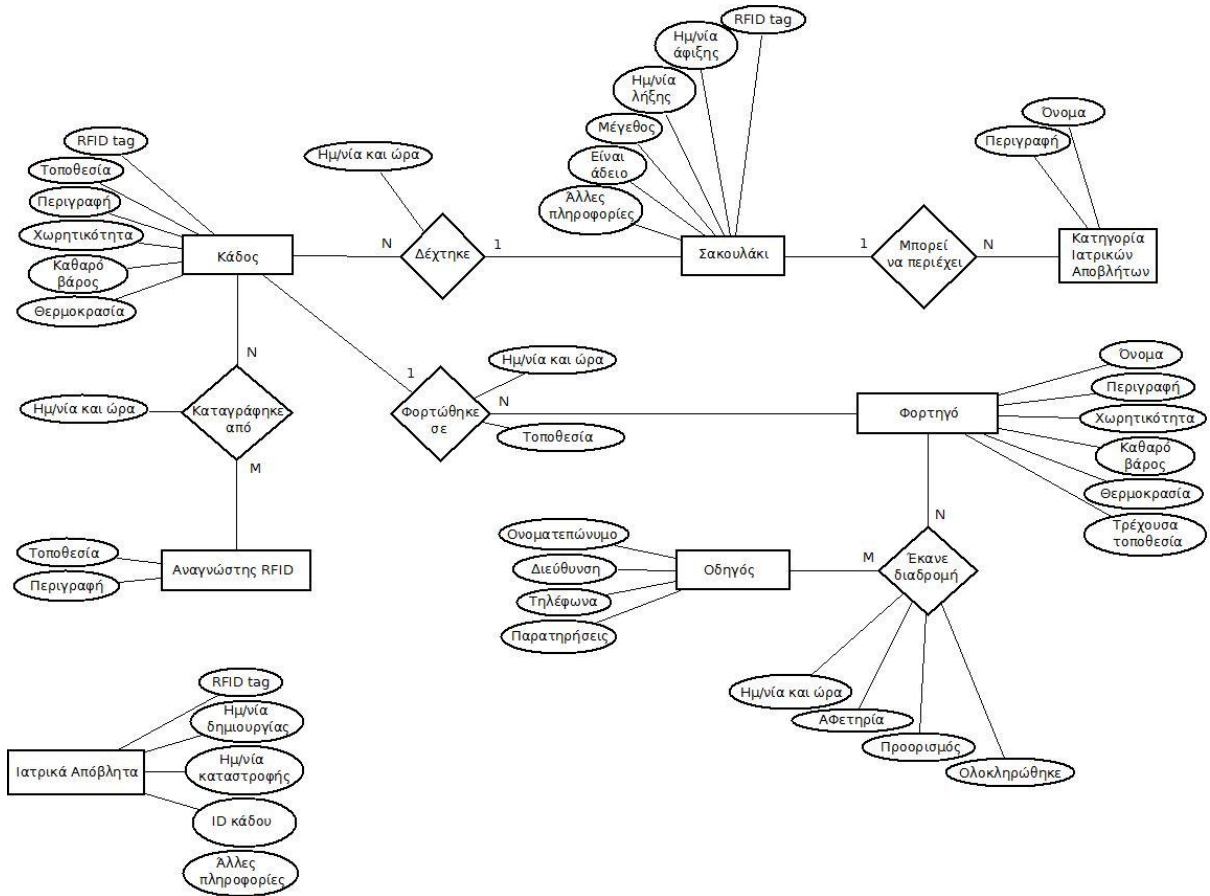 RFID tag
Ημ/νία
άφιξης
Ημ/νία
λήξης
Μέγεθος
Είναι
άδειο
Άλλες
πληροφορίες
Όνομα
Περιγραφή
RFID tag
Τοποθεσία
Περιγραφή
Χωρητικότητα
Καθαρό
βάρος
Θερμοκρασία
Ημ/νία και ώρα
Κάδος
N
Δέχτηκε
1
Σακουλάκι
1
Μπορεί
να περιέχει
N
Κατηγορία
Ιατρικών
Αποβλήτων
N
Ημ/νία και ώρα
Καταγράφηκε
από
M
1
Φορτώθηκε
σε
Ημ/νία και ώρα
N
Τοποθεσία
Φορτηγό
Όνομα
Περιγραφή
Χωρητικότητα
Καθαρό
βάρος
Θερμοκρασία
Τρέχουσα
τοποθεσία
N
Τοποθεσία
Περιγραφή
Αναγνώστης RFID
Ονοματεπώνυμο
Διεύθυνση
Τηλέφωνα
Παρατηρήσεις
Οδηγός
M
Έκανε
διαδρομή
Ημ/νία και ώρα
ΑΦετηρία
Προορισμός
Ολοκληρώθηκε
Ιατρικά Απόβλητα
RFID tag
Ημ/νία
δημιουργίας
Ημ/νία
καταστροφής
ID κάδου
Άλλες
πληροφορίες